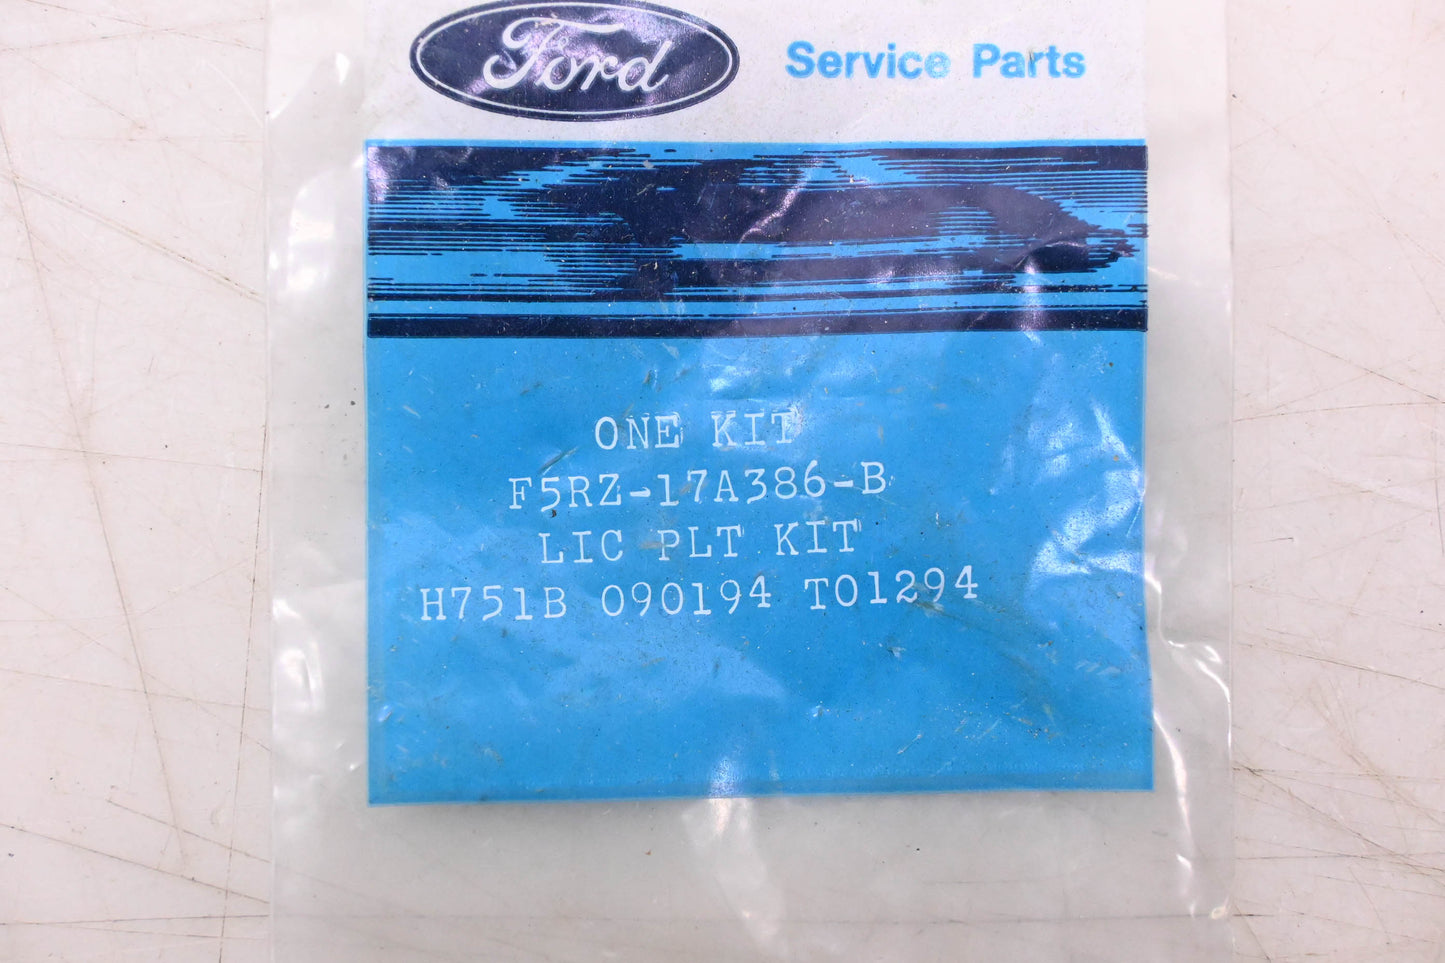 Ford Service Parts
ONE KIT
F5RZ-17A386-B
LIC PLT KIT
H751B 090194 T01294